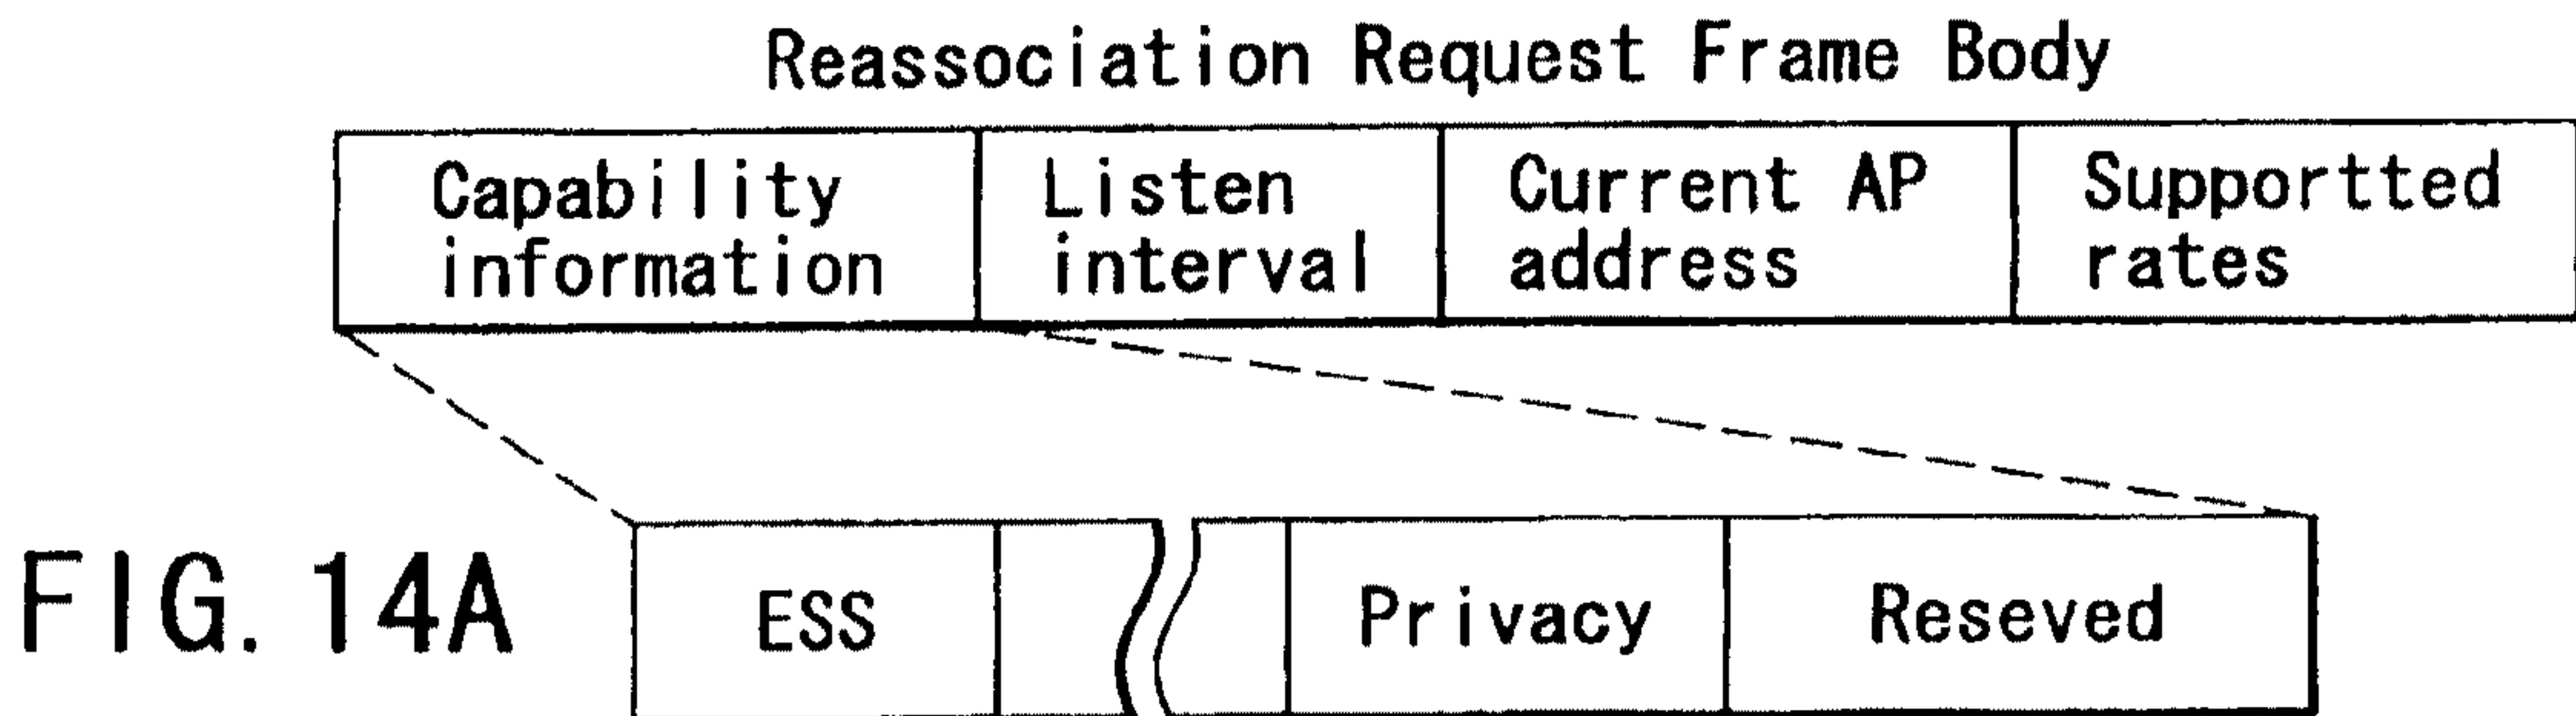 Reassociation Request Frame Body
Capability information
Listen interval
Current AP address
Supportted rates
FIG. 14A
ESS
Privacy
Reseved